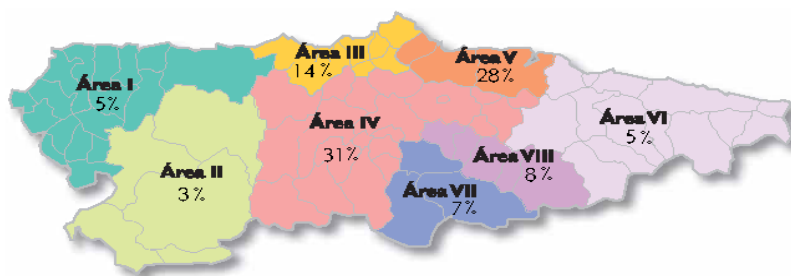 Área I
5%
Área II
3%
Área III
14%
Área IV
31%
Área V
28%
Área VI
5%
Área VII
7%
Área VIII
8%